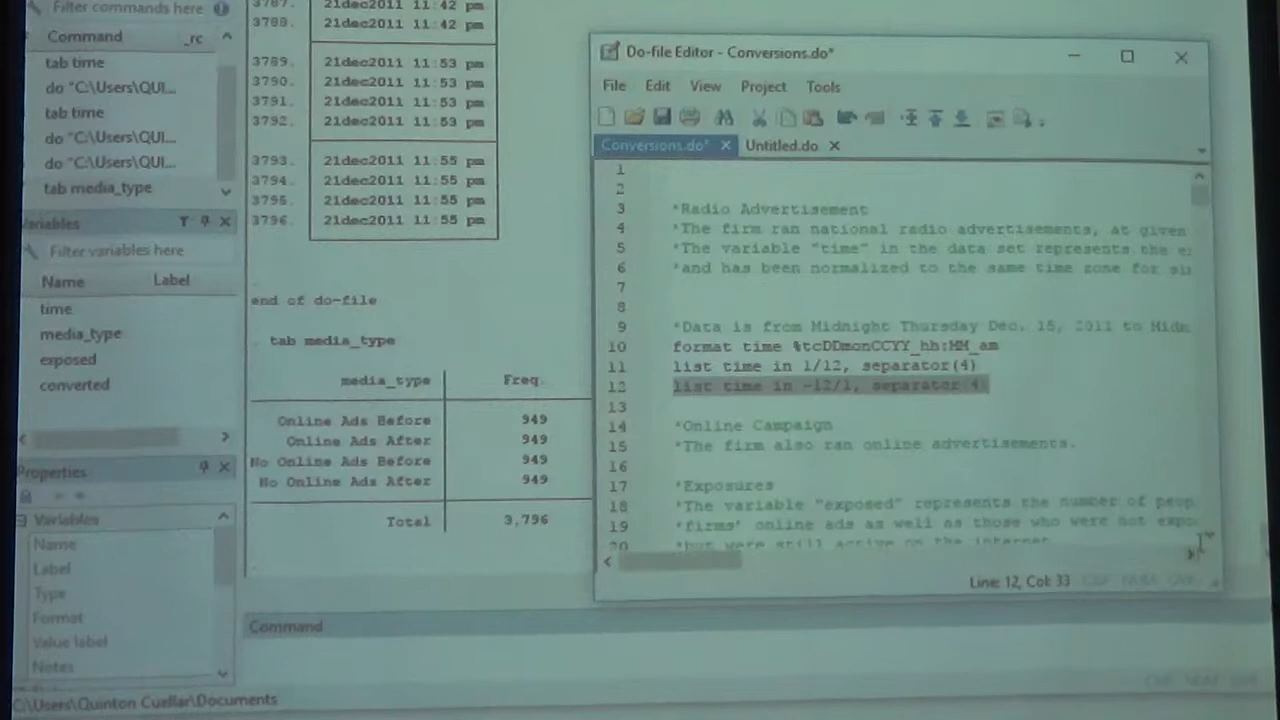 Filter commands here
Command _rc
tab time
do "C:\Users\QUI...
tab time
do "C:\Users\QUI...
do "C:\Users\QUI...
tab media_type
Variables
Filter variables here
Name Label
time
media_type
exposed
converted
Properties
Variables
Name
Label
Type
Format
Value label
Notes
C:\Users\Quinton Cuellar\Documents
3787. 21dec2011 11:42 pm
3788. 21dec2011 11:42 pm
3789. 21dec2011 11:53 pm
3790. 21dec2011 11:53 pm
3791. 21dec2011 11:53 pm
3792. 21dec2011 11:53 pm
3793. 21dec2011 11:55 pm
3794. 21dec2011 11:55 pm
3795. 21dec2011 11:55 pm
3796. 21dec2011 11:55 pm
end of do-file
tab media_type
media_type Freq.
Online Ads Before 949
Online Ads After 949
No Online Ads Before 949
No Online Ads After 949
Total 3,796
Command
Do-file Editor - Conversions.do*
File Edit View Project Tools
Conversions.do* Untitled.do
1
2
3 *Radio Advertisement
4 *The firm ran national radio advertisements, at given
5 *The variable "time" in the data set represents the
6 *and has been normalized to the same time zone for
7
8
9 *Data is from Midnight Thursday Dec. 15, 2011 to
10 format time %tcDDmonCCYY_hh:MM_am
11 list time in 1/12, separator(4)
12 list time in -12/l, separator(4)
13
14 *Online Campaign
15 *The firm also ran online advertisements.
16
17 *Exposures
18 *The variable "exposed" represents the number of
19 *firms' online ads as well as those who were not
20 *but were still active on the internet
Line: 12, Col: 33